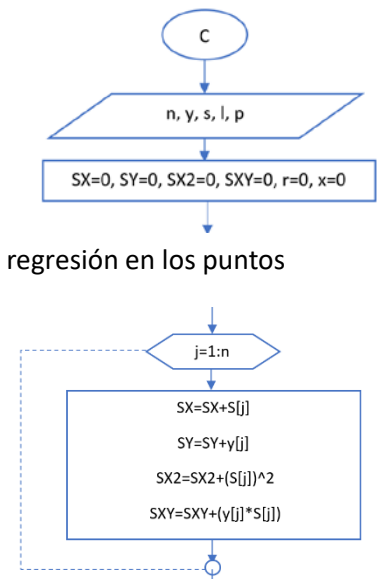 C
n, y, s, l, p
SX=0, SY=0, SX2=0, SXY=0, r=0, x=0
regresión en los puntos
j=1:n
SX=SX+S[j]
SY=SY+y[j]
SX2=SX2+(S[j])^2
SXY=SXY+(y[j]*S[j])